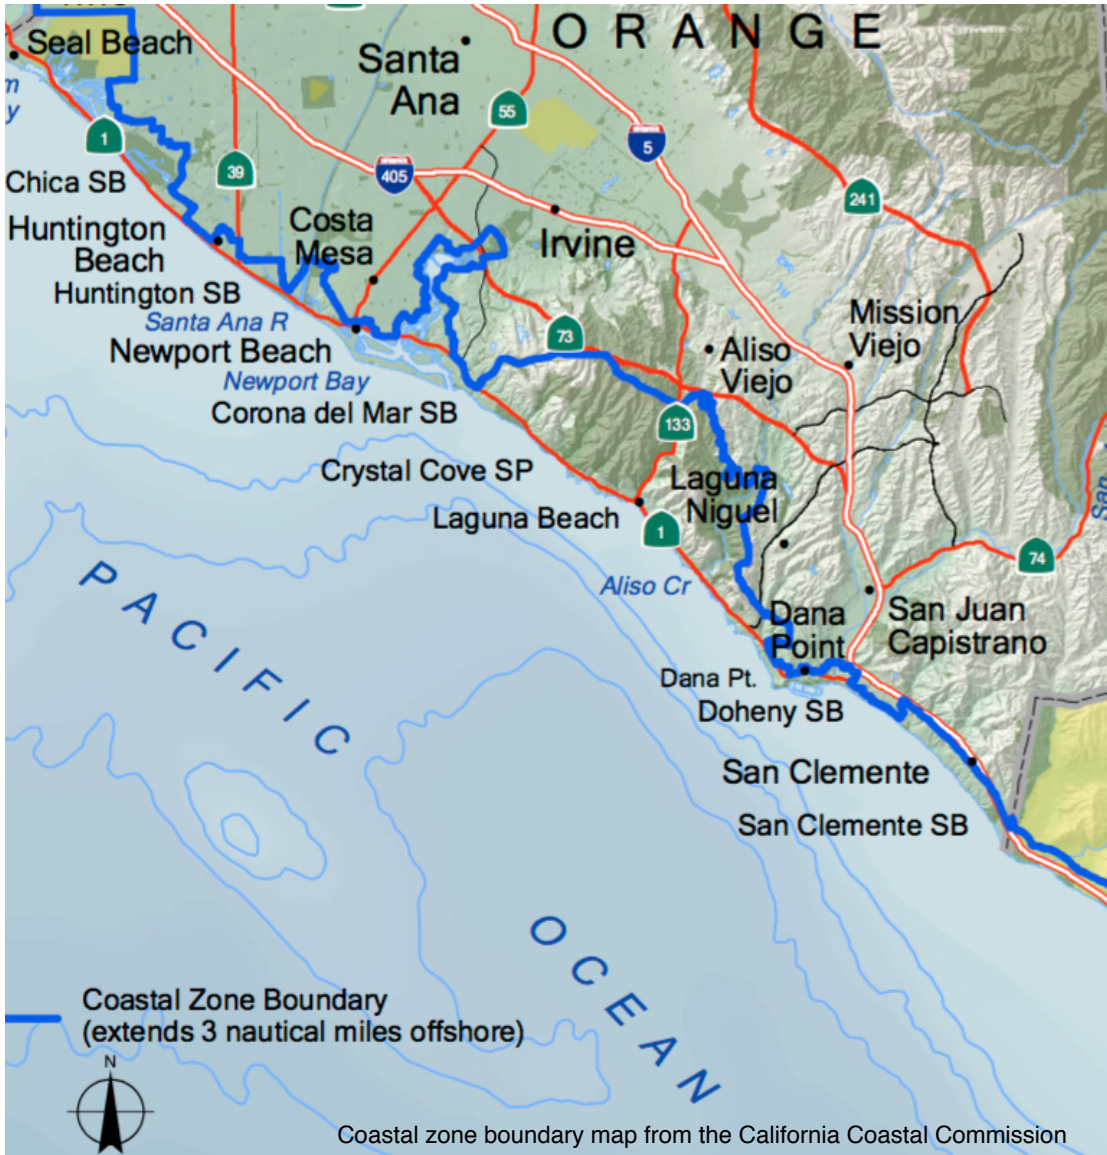 ORANGE
Seal Beach
Santa
Ana
55
5
1
39
405
241
Chica SB
Costa
Mesa
Irvine
Huntington
Beach
Huntington SB
Santa Ana R
Newport Beach
Newport Bay
Corona del Mar SB
73
Mission
Viejo
Aliso
Viejo
133
Crystal Cove SP
Laguna
Niguel
Laguna Beach
1
74
San
Aliso Cr
PACIFIC
Dana
Point
San Juan
Capistrano
Dana Pt.
Doheny SB
San Clemente
San Clemente SB
OCEAN
Coastal Zone Boundary
(extends 3 nautical miles offshore)
N
Coastal zone boundary map from the California Coastal Commission